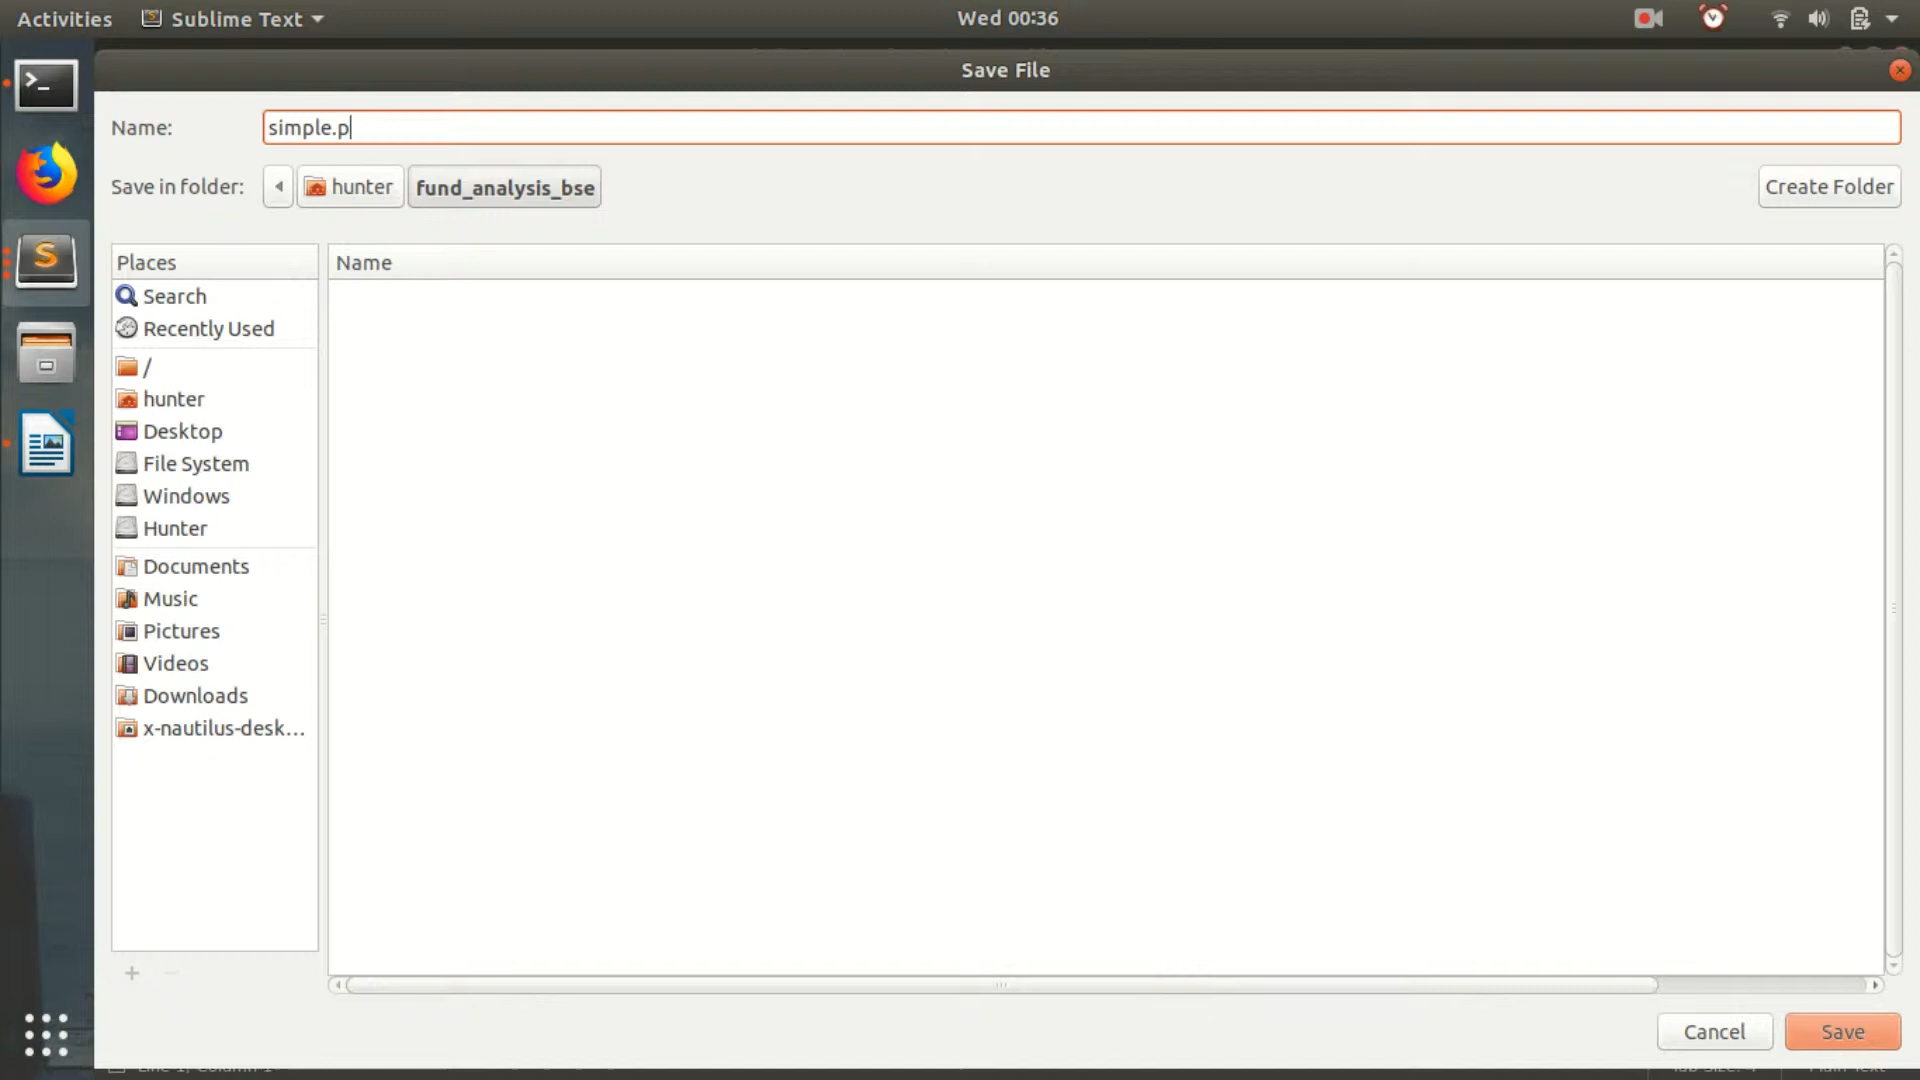 Activities Sublime Text Wed 00:36
Save File
Name: simple.p
Save in folder: hunter fund_analysis_bse Create Folder
Places Name
Search
Recently Used
/
hunter
Desktop
File System
Windows
Hunter
Documents
Music
Pictures
Videos
Downloads
x-nautilus-desk...
Cancel Save